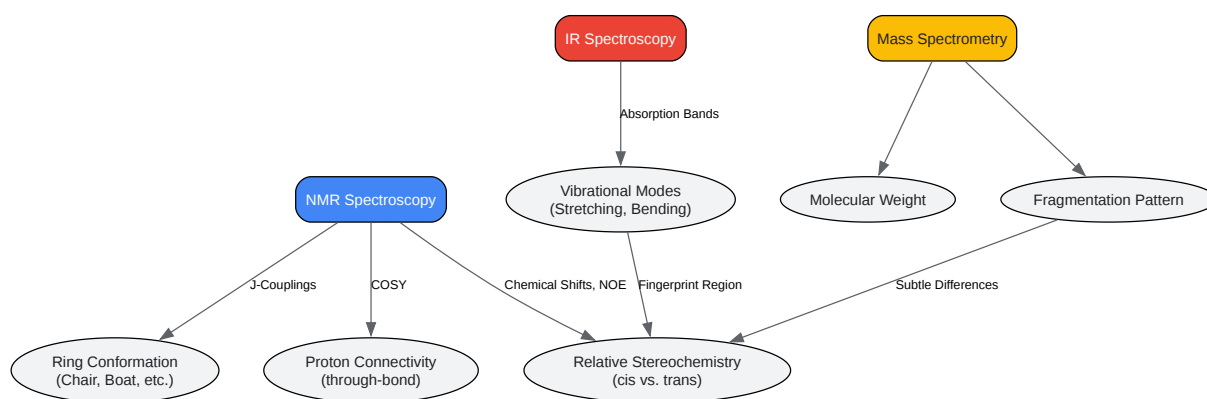 IR Spectroscopy
Mass Spectrometry
Absorption Bands
NMR Spectroscopy
Vibrational Modes
(Stretching, Bending)
Molecular Weight
Fragmentation Pattern
J-Couplings
COSY
Chemical Shifts, NOE
Fingerprint Region
Subtle Differences
Ring Conformation
(Chair, Boat, etc.)
Proton Connectivity
(through-bond)
Relative Stereochemistry
(cis vs. trans)